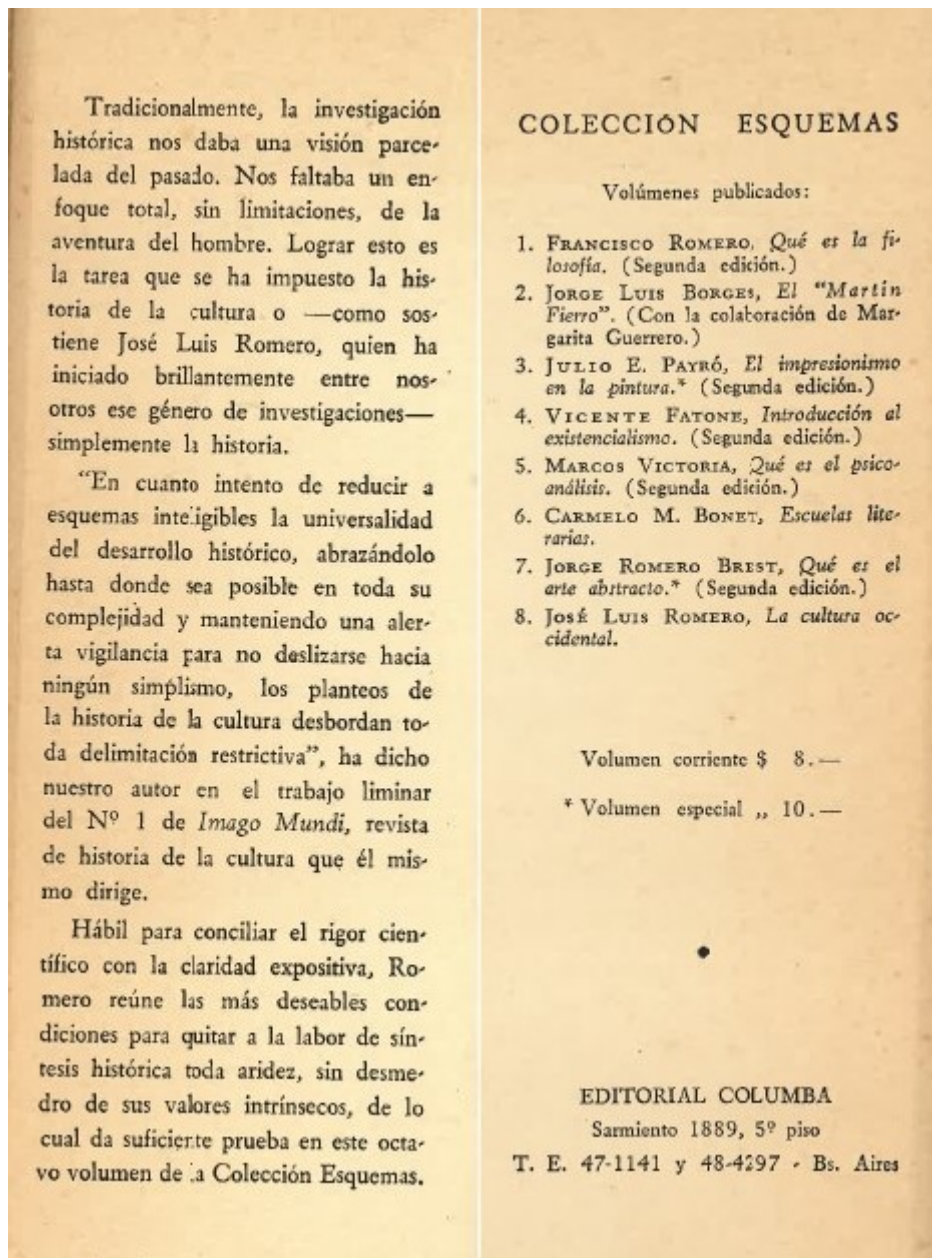 Tradicionalmente, la investigación
histórica nos daba una visión parce-
lada del pasado. Nos faltaba un en-
foque total, sin limitaciones, de la
aventura del hombre. Lograr esto es
la tarea que se ha impuesto la his-
toria de la cultura o —como sos-
tiene José Luis Romero, quien ha
iniciado brillantemente entre nos-
otros ese género de investigaciones—
simplemente la historia.
"En cuanto intento de reducir a
esquemas inteligibles la universalidad
del desarrollo histórico, abrazándolo
hasta donde sea posible en toda su
complejidad y manteniendo una aler-
ta vigilancia para no deslizarse hacia
ningún simplismo, los planteos de
la historia de la cultura desbordan to-
da delimitación restrictiva", ha dicho
nuestro autor en el trabajo liminar
del Nº 1 de Imago Mundi, revista
de historia de la cultura que él mis-
mo dirige.
Hábil para conciliar el rigor cien-
tífico con la claridad expositiva, Ro-
mero reúne las más deseables con-
diciones para quitar a la labor de sín-
tesis histórica toda aridez, sin desme-
dro de sus valores intrínsecos, de lo
cual da suficiente prueba en este octa-
vo volumen de la Colección Esquemas.
COLECCIÓN ESQUEMAS
Volúmenes publicados:
1. FRANCISCO ROMERO, Qué es la fi-
losofía. (Segunda edición.)
2. JORGE LUIS BORGES, El "Martín
Fierro". (Con la colaboración de Mar-
garita Guerrero.)
3. JULIO E. PAYRÓ, El impresionismo
en la pintura.* (Segunda edición.)
4. VICENTE FATONE, Introducción al
existencialismo. (Segunda edición.)
5. MARCOS VICTORIA, Qué es el psico-
análisis. (Segunda edición.)
6. CARMELO M. BONET, Escuelas lite-
rarias.
7. JORGE ROMERO BREST, Qué es el
arte abstracto.* (Segunda edición.)
8. JOSÉ LUIS ROMERO, La cultura oc-
cidental.
Volumen corriente $ 8.—
* Volumen especial „ 10.—
EDITORIAL COLUMBA
Sarmiento 1889, 5º piso
T. E. 47-1141 y 48-4297 - Bs. Aires